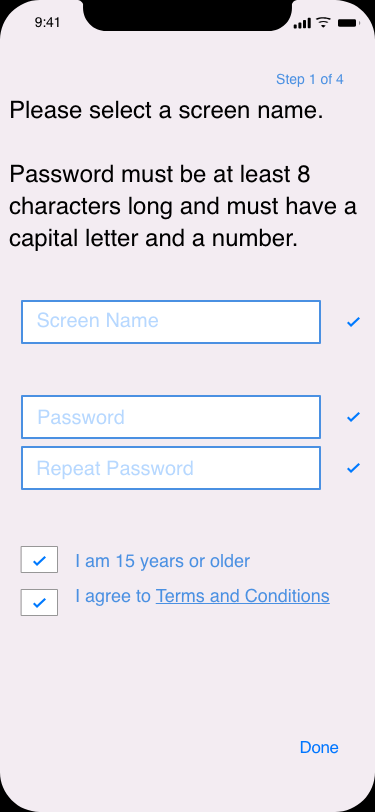 9:41
Step 1 of 4
Please select a screen name.
Password must be at least 8
characters long and must have a
capital letter and a number.
Screen Name
Password
Repeat Password
I am 15 years or older
I agree to Terms and Conditions
Done